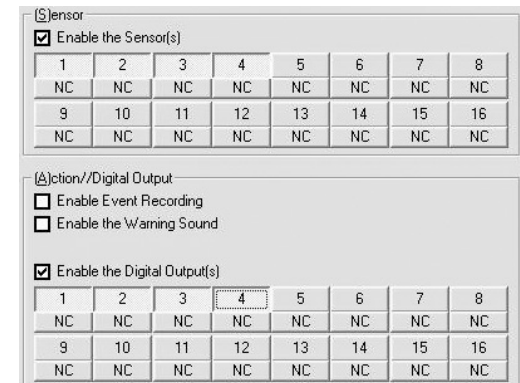 (S)ensor
Enable the Sensor(s)
1 2 3 4 5 6 7 8
NC NC NC NC NC NC NC NC
9 10 11 12 13 14 15 16
NC NC NC NC NC NC NC NC
(A)ction//Digital Output
Enable Event Recording
Enable the Warning Sound
Enable the Digital Output(s)
1 2 3 4 5 6 7 8
NC NC NC NC NC NC NC NC
9 10 11 12 13 14 15 16
NC NC NC NC NC NC NC NC